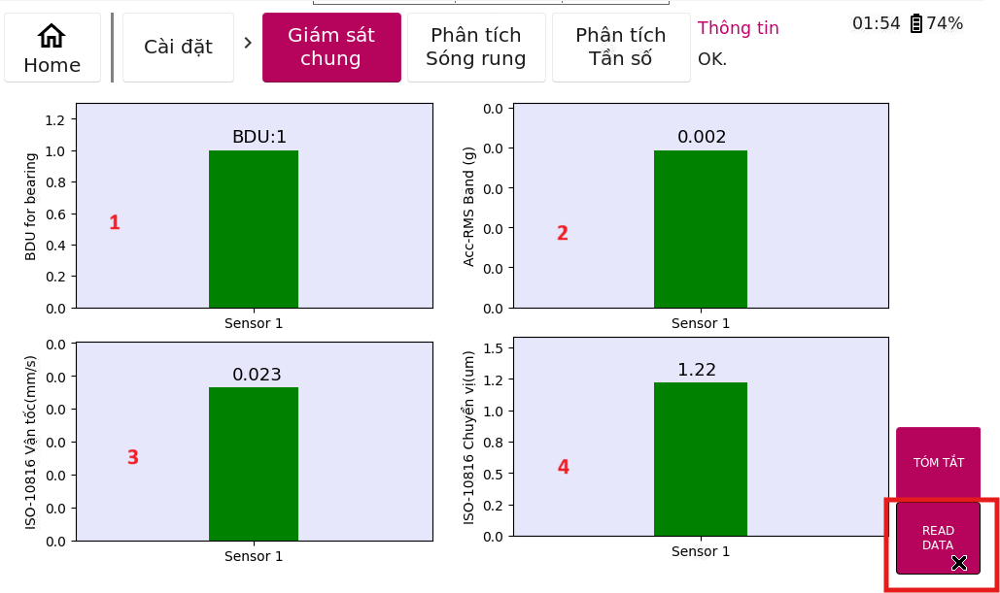 Home
Cài đặt
Giám sát
chung
Phân tích
Sóng rung
Phân tích
Tần số
Thông tin
OK.
01:54
74%
BDU for bearing
1.2
1.0
0.8
0.6
0.4
0.2
0.0
BDU:1
1
Sensor 1
Acc-RMS Band (g)
0.0
0.0
0.0
0.0
0.0
0.0
0.002
2
Sensor 1
ISO-10816 Vận tốc(mm/s)
0.0
0.0
0.0
0.0
0.0
0.0
0.0
0.023
3
Sensor 1
ISO-10816 Chuyển vị(um)
1.5
1.2
1.0
0.8
0.5
0.2
0.0
1.22
4
Sensor 1
TÓM TẮT
READ
DATA